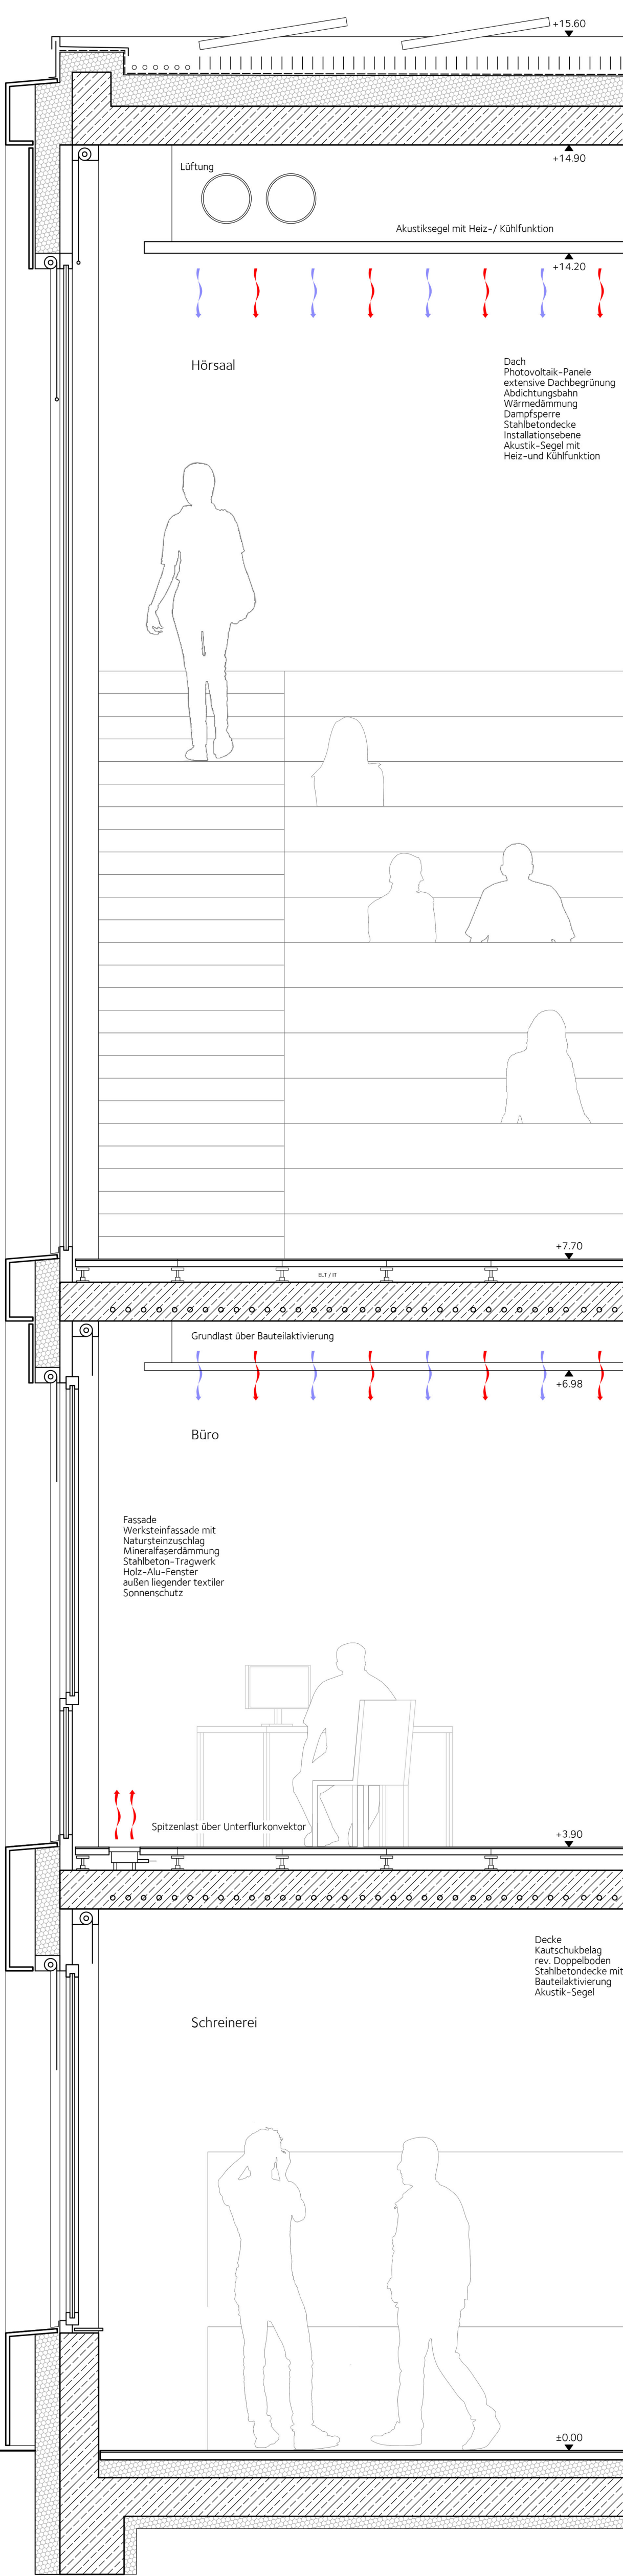 +15.60
+14.90
Lüftung
Akustiksegel mit Heiz-/ Kühlfunktion
+14.20
Hörsaal
Dach
Photovoltaik-Panele
extensive Dachbegrünung
Abdichtungsbahn
Wärmedämmung
Dampfsperre
Stahlbetondecke
Installationsebene
Akustik-Segel mit
Heiz-und Kühlfunktion
+7.70
ELT / IT
Grundlast über Bauteilaktivierung
+6.98
Büro
Fassade
Werksteinfassade mit
Natursteinzuschlag
Mineralfaserdämmung
Stahlbeton-Tragwerk
Holz-Alu-Fenster
außen liegender textiler
Sonnenschutz
Spitzenlast über Unterflurkonvektor
+3.90
Decke
Kautschukbelag
rev. Doppelboden
Stahlbetondecke mit
Bauteilaktivierung
Akustik-Segel
Schreinerei
±0.00